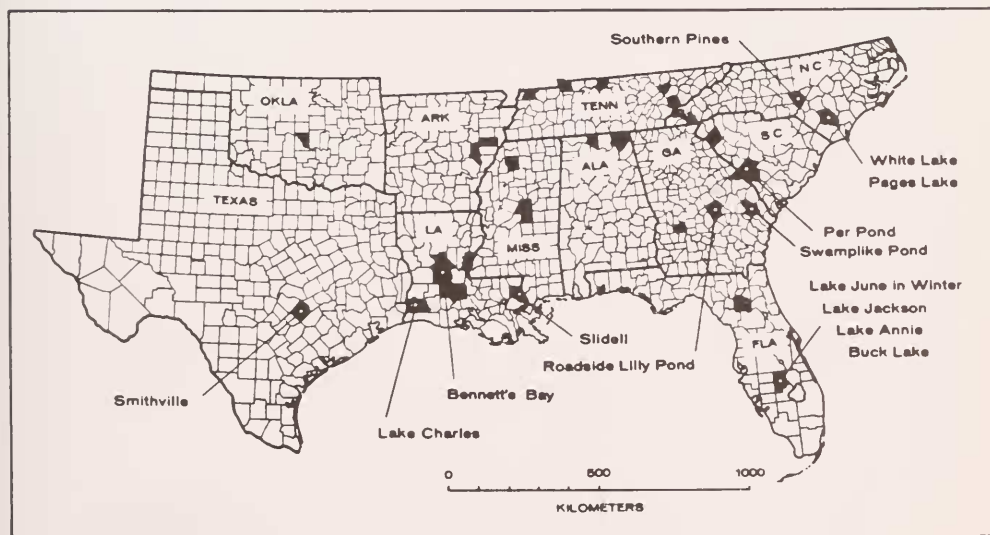 Southern Pines
NC
OKLA
TENN
ARK
SC
ALA
GA
White Lake
Pages Lake
TEXAS
LA
MISS
Per Pond
Swamplike Pond
Lake June in Winter
Lake Jackson
Lake Annie
Buck Lake
FLA
Slidell
Roadside Lilly Pond
Smithville
Bennett's Bay
Lake Charles
0 500 1000
KILOMETERS